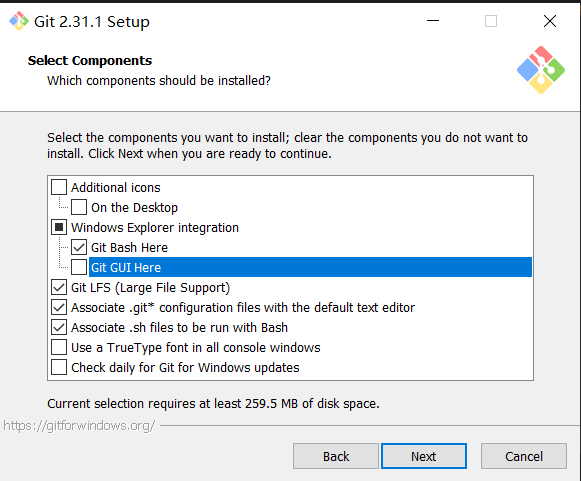 Git 2.31.1 Setup
Select Components
Which components should be installed?
Select the components you want to install; clear the components you do not want to
install. Click Next when you are ready to continue.
Additional icons
On the Desktop
Windows Explorer integration
Git Bash Here
Git GUI Here
Git LFS (Large File Support)
Associate .git* configuration files with the default text editor
Associate .sh files to be run with Bash
Use a TrueType font in all console windows
Check daily for Git for Windows updates
Current selection requires at least 259.5 MB of disk space.
https://gitforwindows.org/
Back
Next
Cancel